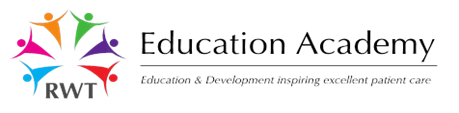 RWT
Education Academy
Education & Development inspiring excellent patient care